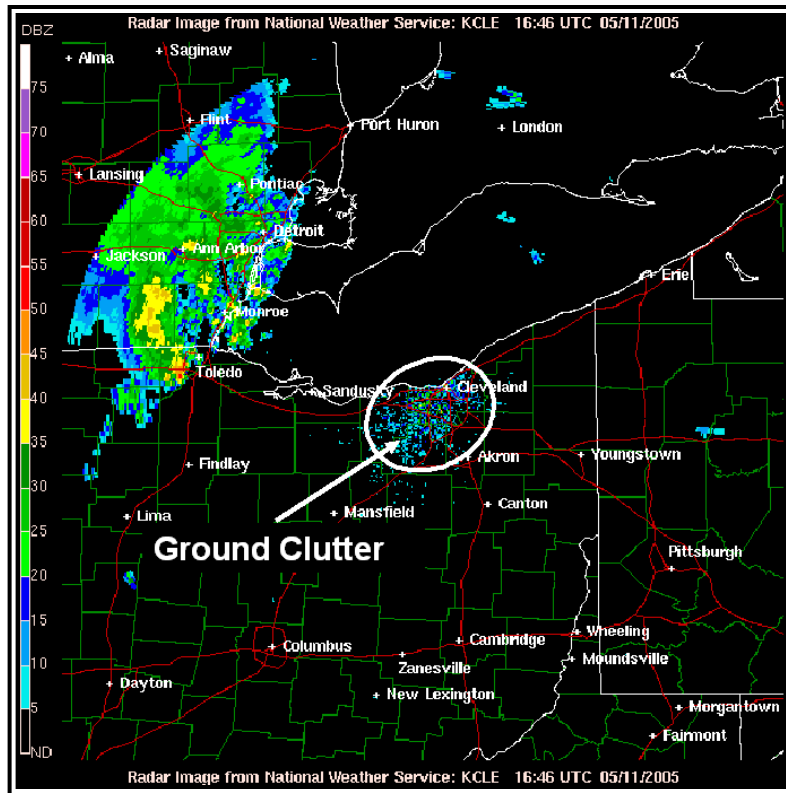 Radar Image from National Weather Service: KCLE 16:46 UTC 05/11/2005
DBZ
Saginaw
Alma
75
Flint
Port Huron
London
70
Lansing
Pontiac
65
60
Detroit
Ann Arbor
Jackson
55
Erie
50
Monroe
45
Toledo
Sandusky
Cleveland
40
35
Akron
Youngstown
Findlay
30
Canton
Lima
Mansfield
25
Ground Clutter
Pittsburgh
20
15
Columbus
Cambridge
Wheeling
Zanesville
Moundsville
10
Dayton
New Lexington
5
Morgantown
Fairmont
ND
Radar Image from National Weather Service: KCLE 16:46 UTC 05/11/2005